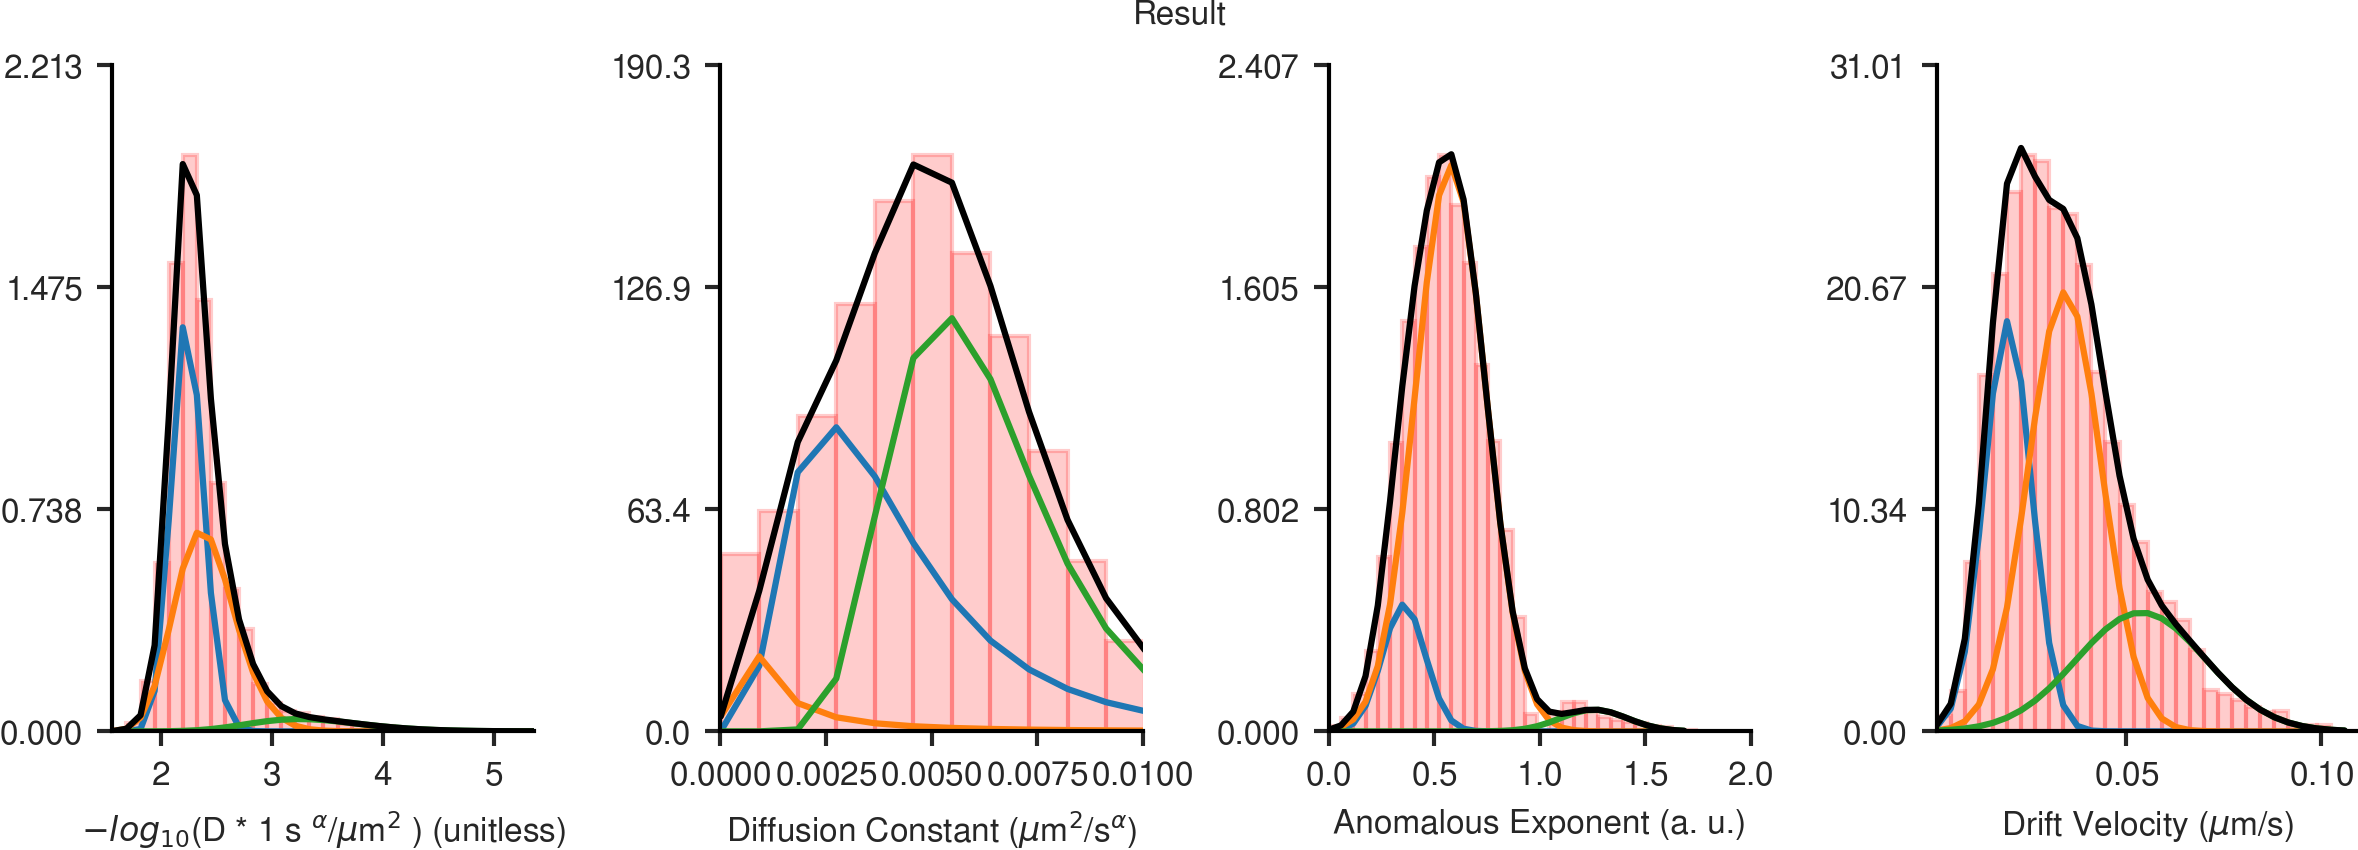 Result
2.213
1.475
0.738
0.000
2 3 4 5
−log₁₀(D * 1 s ᵅ/μm² ) (unitless)
190.3
126.9
63.4
0.0
0.0000 0.0025 0.0050 0.0075 0.0100
Diffusion Constant (μm²/sᵅ)
2.407
1.605
0.802
0.000
0.0 0.5 1.0 1.5 2.0
Anomalous Exponent (a. u.)
31.01
20.67
10.34
0.00
0.05 0.10
Drift Velocity (μm/s)